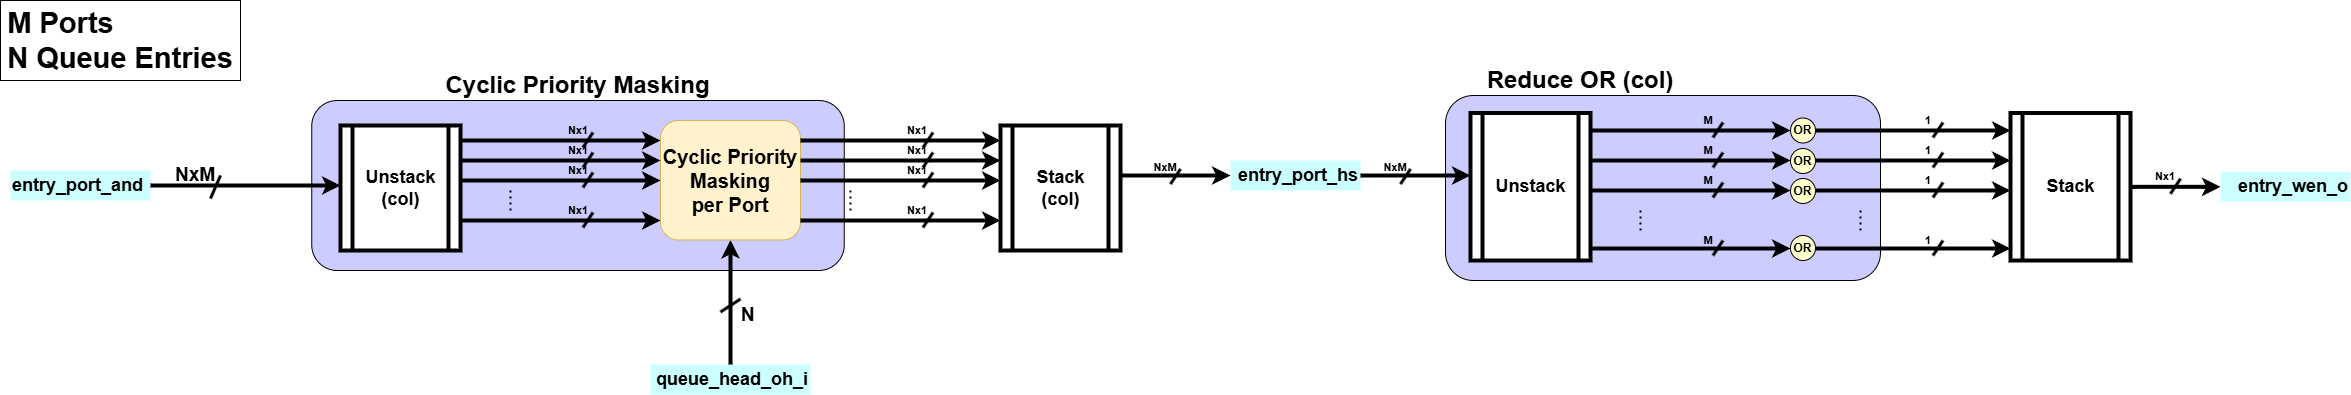 M Ports
N Queue Entries
Cyclic Priority Masking
Reduce OR (col)
entry_port_and
NxM
Unstack
(col)
Nx1
Nx1
Nx1
Nx1
Cyclic Priority
Masking
per Port
Nx1
Nx1
Nx1
Nx1
Stack
(col)
NxM
entry_port_hs
NxM
Unstack
M
M
M
M
OR
OR
OR
OR
1
1
1
1
Stack
Nx1
entry_wen_o
N
queue_head_oh_i